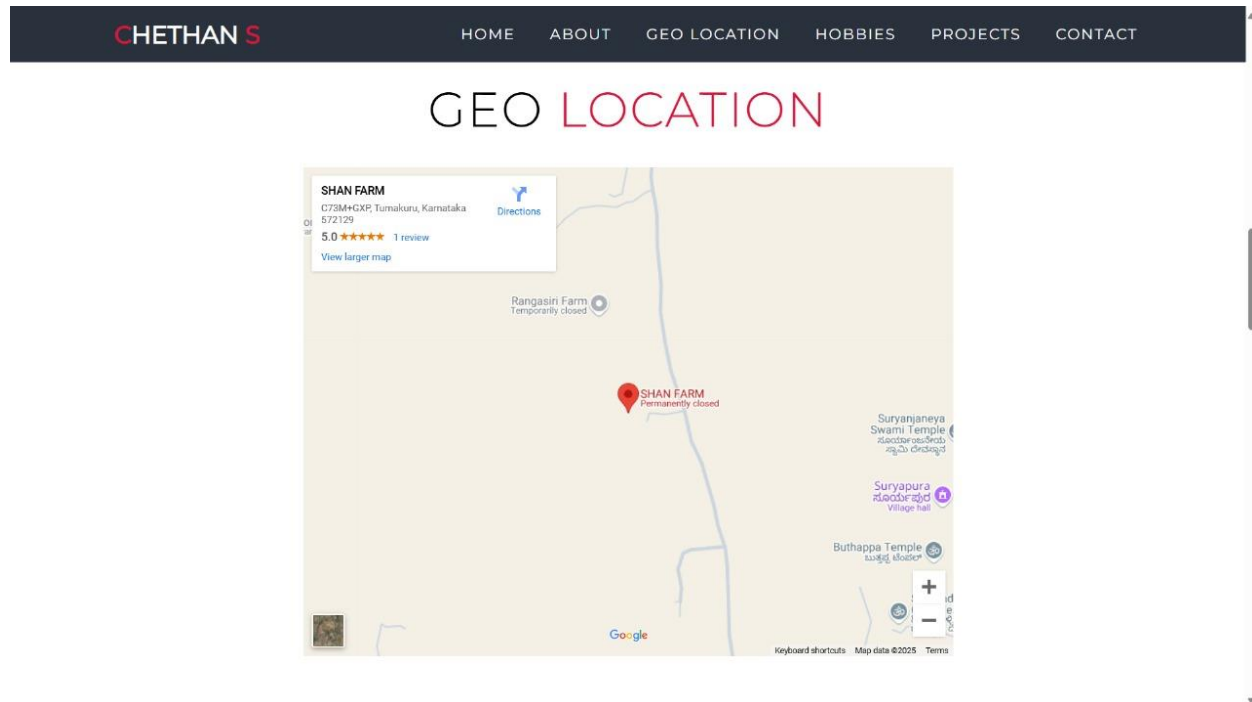 CHETHAN S
HOME ABOUT GEO LOCATION HOBBIES PROJECTS CONTACT
GEO LOCATION
SHAN FARM
C73M+GXP, Tumakuru, Karnataka
572129
5.0
1 review
View larger map
Directions
Rangasiri Farm
Temporarily closed
SHAN FARM
Permanently closed
Suryanjaneya
Swami Temple
ಸೂರ್ಯಾಂಜನೇಯ
ಸ್ವಾಮಿ ದೇವಸ್ಥಾನ
Suryapura
ಸೂರ್ಯಪುರ
Village hall
Buthappa Temple
ಬುತ್ತಪ್ಪ ಟೆಂಪಲ್
+
−
Google
Keyboard shortcuts Map data ©2025 Terms